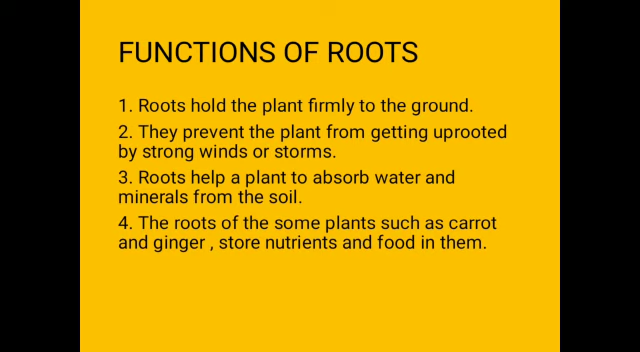 FUNCTIONS OF ROOTS
1. Roots hold the plant firmly to the ground.
2. They prevent the plant from getting uprooted
by strong winds or storms.
3. Roots help a plant to absorb water and
minerals from the soil.
4. The roots of the some plants such as carrot
and ginger , store nutrients and food in them.